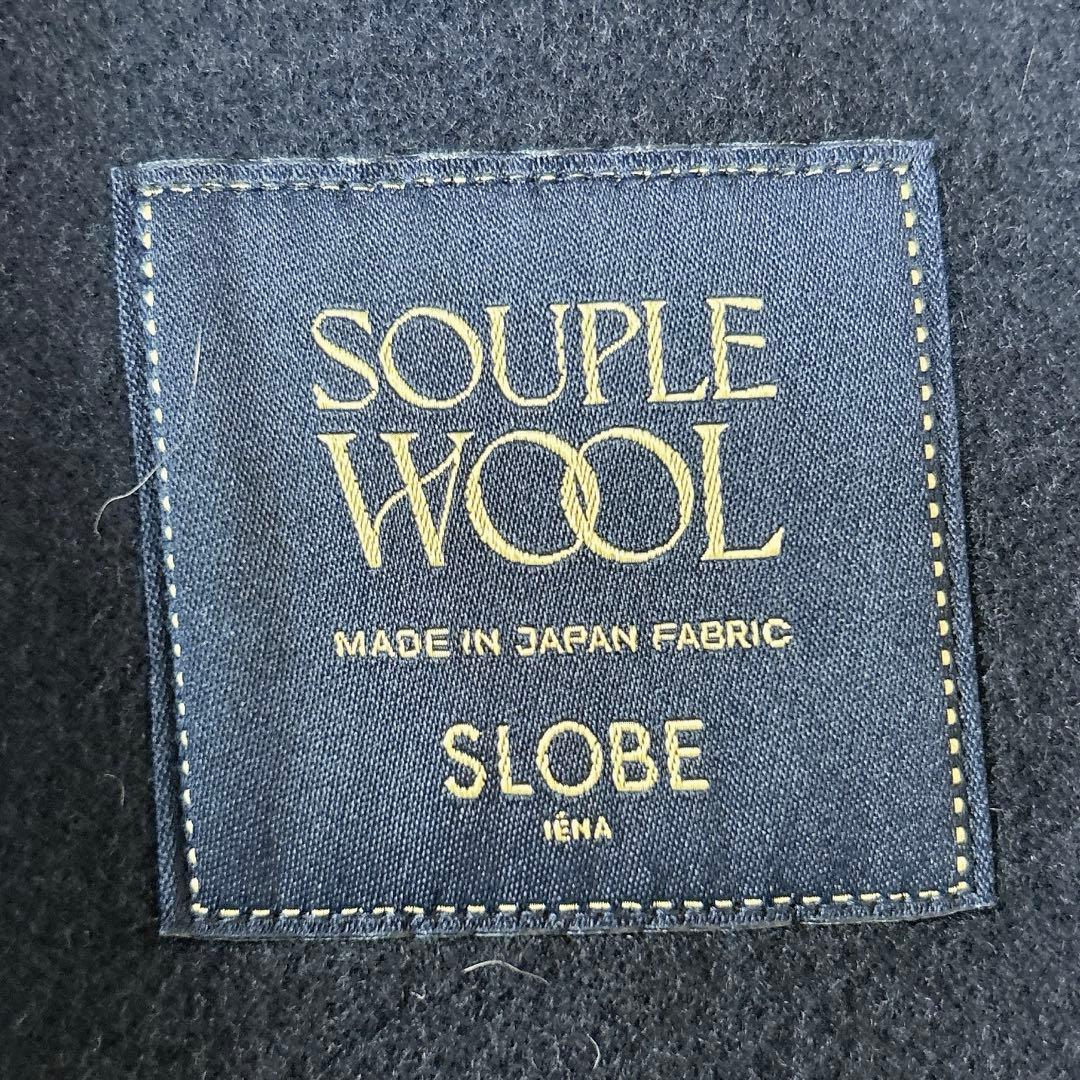 SOUPLE
WOOL
MADE IN JAPAN FABRIC
SLOBE
IÉNA